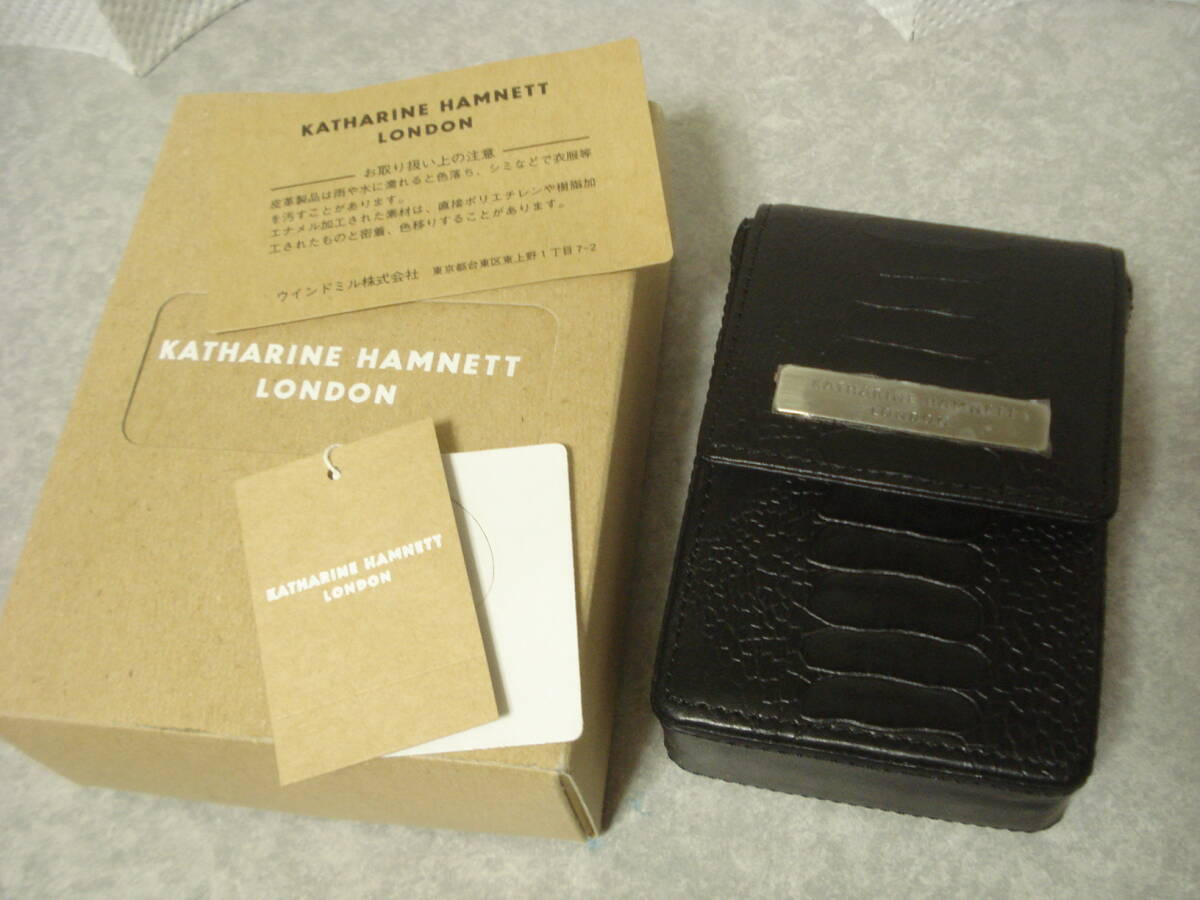 KATHARINE HAMNETT
LONDON
お取り扱い上の注意
皮革製品は雨や水に濡れると色落ち、シミなどで衣服等
を汚すことがあります。
エナメル加工された素材は、直接ポリエチレンや樹脂加
工されたものと密着、色移りすることがあります。
ウインドミル株式会社 東京都台東区東上野1丁目7-2
KATHARINE HAMNETT
LONDON
KATHARINE HAMNETT
LONDON
KATHARINE HAMNETT
LONDON